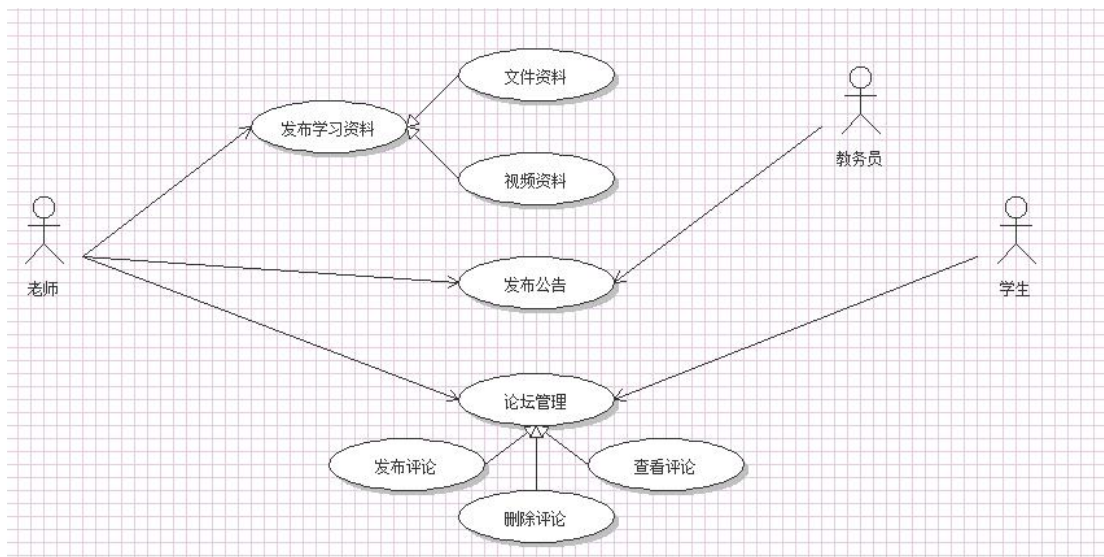 文件资料
发布学习资料
教务员
视频资料
老师
发布公告
学生
论坛管理
发布评论
查看评论
删除评论